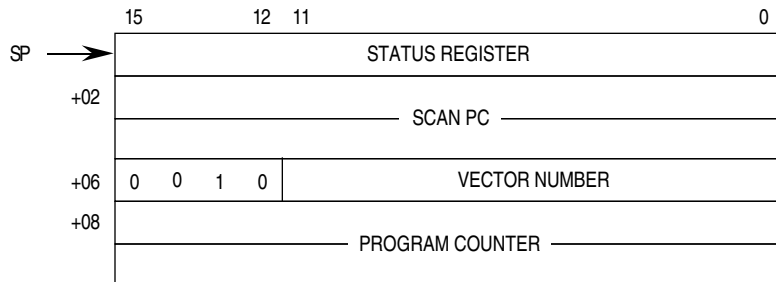 15 12 11 0
SP STATUS REGISTER
+02
SCAN PC
+06 0 0 1 0 VECTOR NUMBER
+08
PROGRAM COUNTER